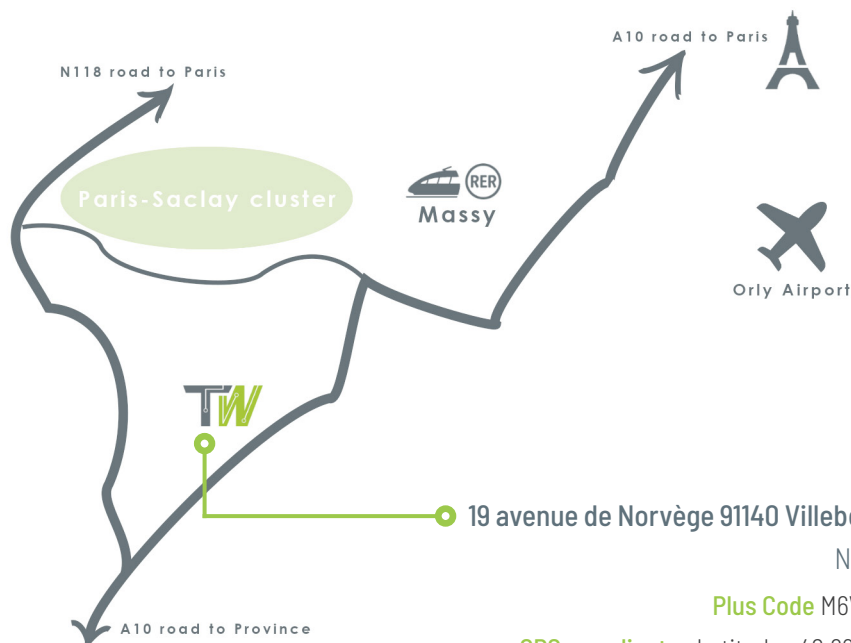 A10 road to Paris
N118 road to Paris
RER
Paris-Saclay cluster
Massy
Orly Airport
TW
19 avenue de Norvège 91140
Plus Code
A10 road to Province